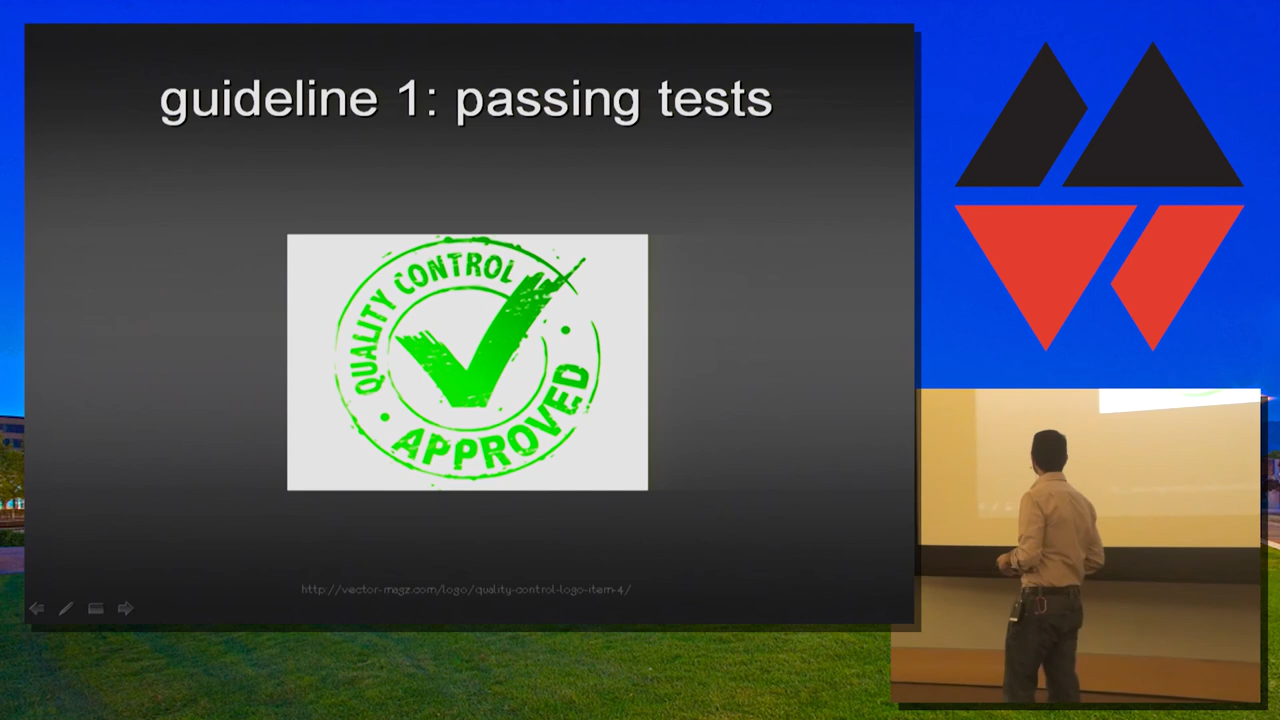 guideline 1: passing tests
QUALITY CONTROL
APPROVED
http://vector-magz.com/logo/quality-control-logo-item-4/